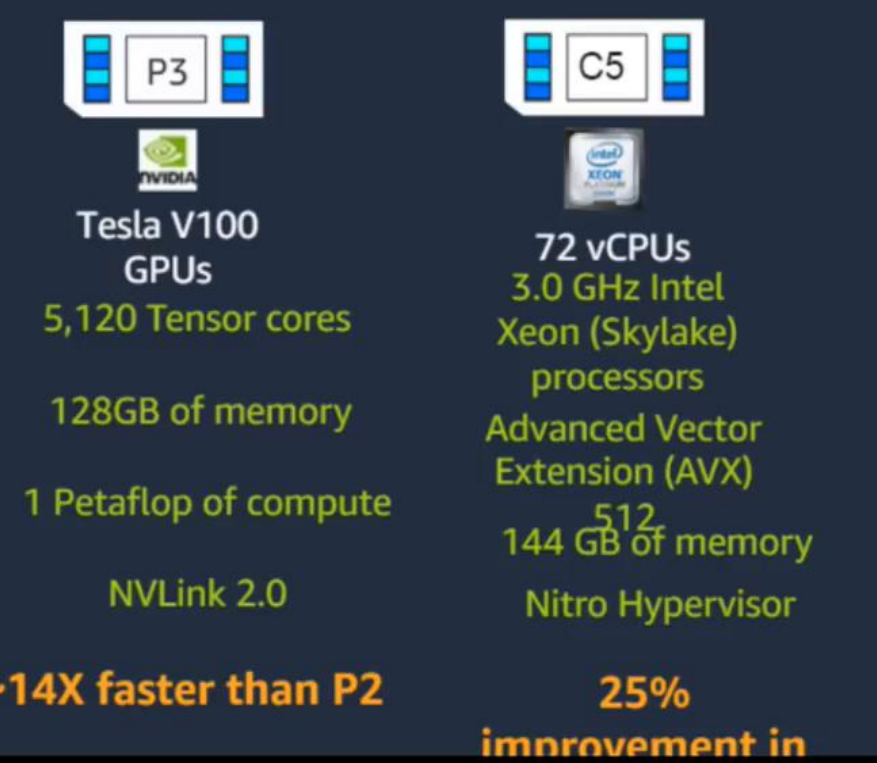 P3
NVIDIA
Tesla V100
GPUs
5,120 Tensor cores
128GB of memory
1 Petaflop of compute
NVLink 2.0
14X faster than P2
C5
intel
XEON
PLATINUM
72 vCPUs
3.0 GHz Intel
Xeon (Skylake)
processors
Advanced Vector
Extension (AVX)
512
144 GB of memory
Nitro Hypervisor
25%
improvement in